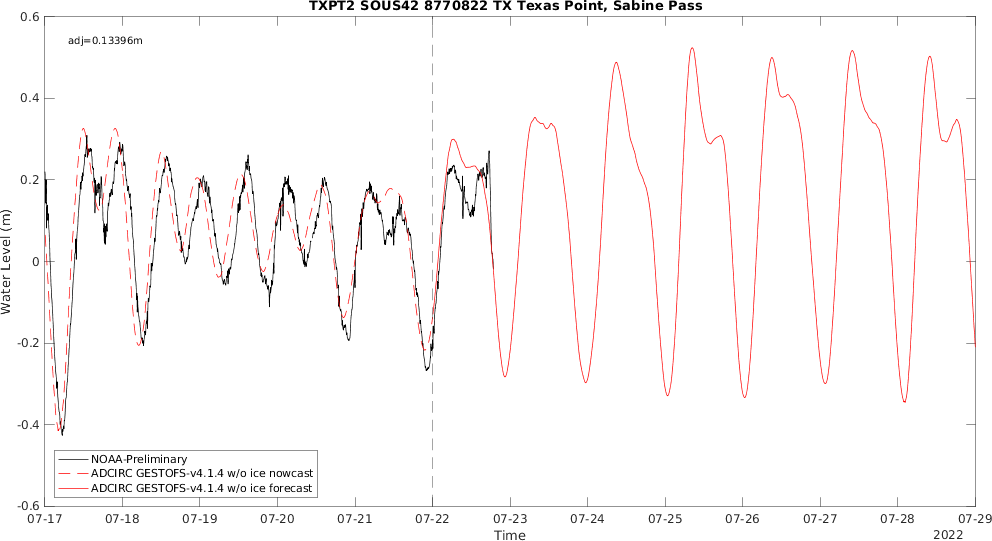 TXPT2 SOUS42 8770822 TX Texas Point, Sabine Pass
adj=0.13396m
0.6
0.4
0.2
0
-0.2
-0.4
-0.6
Water Level (m)
NOAA-Preliminary
ADCIRC GESTOFS-v4.1.4 w/o ice nowcast
ADCIRC GESTOFS-v4.1.4 w/o ice forecast
07-17 07-18 07-19 07-20 07-21 07-22 07-23 07-24 07-25 07-26 07-27 07-28 07-29
Time
2022